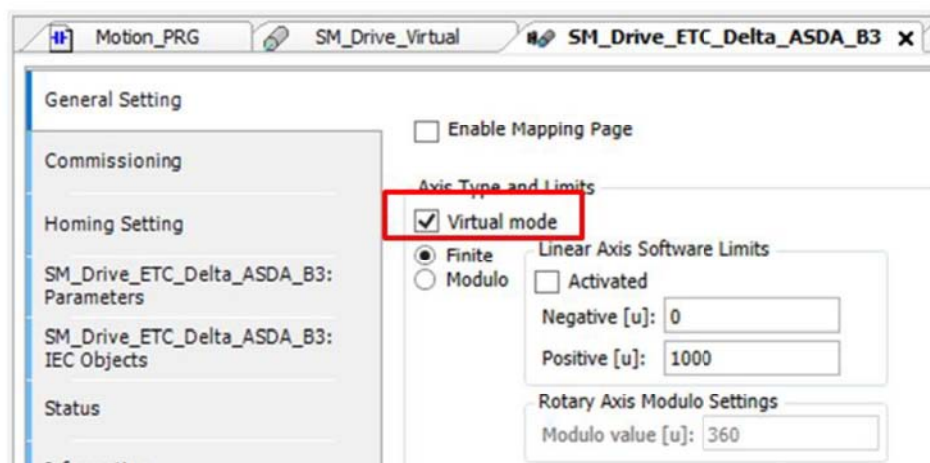 Motion_PRG
SM_Drive_Virtual
SM_Drive_ETC_Delta_ASDA_B3
General Setting
Commissioning
Homing Setting
SM_Drive_ETC_Delta_ASDA_B3:
Parameters
SM_Drive_ETC_Delta_ASDA_B3:
IEC Objects
Status
Enable Mapping Page
Axis Type and Limits
Virtual mode
Finite
Modulo
Linear Axis Software Limits
Activated
Negative [u]: 0
Positive [u]: 1000
Rotary Axis Modulo Settings
Modulo value [u]: 360